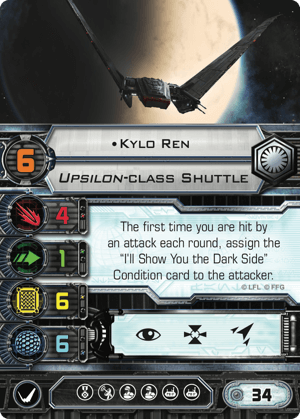 •Kylo Ren
6
Upsilon-class Shuttle
4
1
6
6
The first time you are hit by
an attack each round, assign the
"I'll Show You the Dark Side"
Condition card to the attacker.
©LFL ©FFG
34